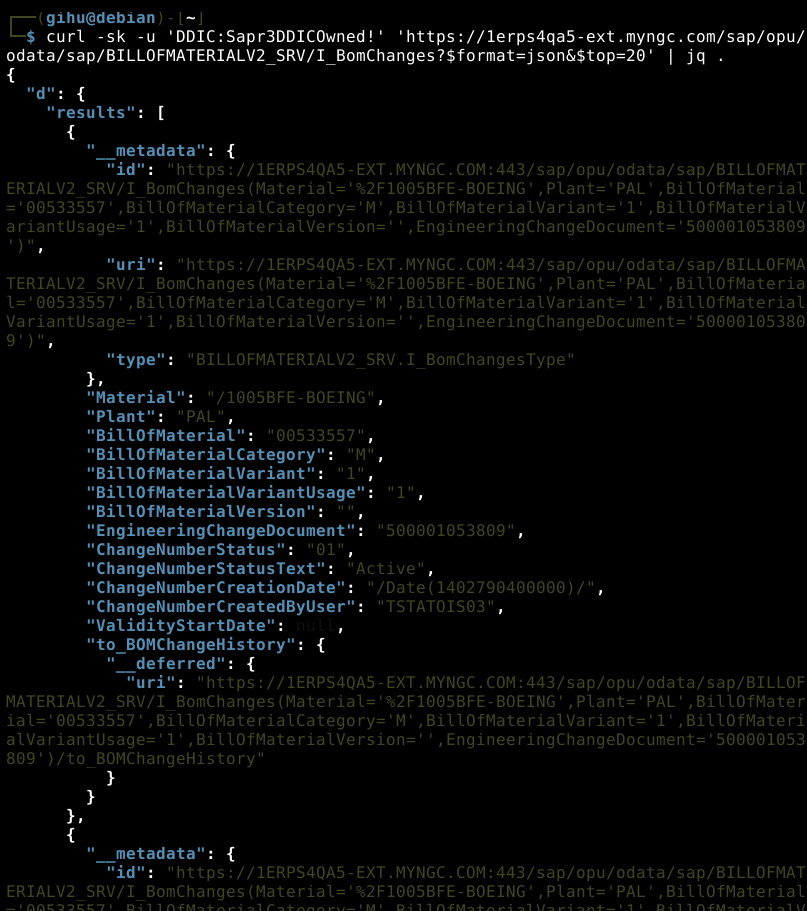 ┌──(gihu@debian)-[~]
└─$ curl -sk -u 'DDIC:Sapr3DDICOwned!' 'https://1erps4qa5-ext.myngc.com/sap/opu/
odata/sap/BILLOFMATERIALV2_SRV/I_BomChanges?$format=json&$top=20' | jq .
{
  "d": {
    "results": [
      {
        "__metadata": {
          "id": "https://1ERPS4QA5-EXT.MYNGC.COM:443/sap/opu/odata/sap/BILLOFMAT
ERIALV2_SRV/I_BomChanges(Material='%2F1005BFE-BOEING',Plant='PAL',BillOfMaterial
='00533557',BillOfMaterialCategory='M',BillOfMaterialVariant='1',BillOfMaterialV
ariantUsage='1',BillOfMaterialVersion='',EngineeringChangeDocument='500001053809
')",
          "uri": "https://1ERPS4QA5-EXT.MYNGC.COM:443/sap/opu/odata/sap/BILLOFMA
TERIALV2_SRV/I_BomChanges(Material='%2F1005BFE-BOEING',Plant='PAL',BillOfMateria
l='00533557',BillOfMaterialCategory='M',BillOfMaterialVariant='1',BillOfMaterial
VariantUsage='1',BillOfMaterialVersion='',EngineeringChangeDocument='50000105380
9')",
          "type": "BILLOFMATERIALV2_SRV.I_BomChangesType"
        },
        "Material": "/1005BFE-BOEING",
        "Plant": "PAL",
        "BillOfMaterial": "00533557",
        "BillOfMaterialCategory": "M",
        "BillOfMaterialVariant": "1",
        "BillOfMaterialVariantUsage": "1",
        "BillOfMaterialVersion": "",
        "EngineeringChangeDocument": "500001053809",
        "ChangeNumberStatus": "01",
        "ChangeNumberStatusText": "Active",
        "ChangeNumberCreationDate": "/Date(1402790400000)/",
        "ChangeNumberCreatedByUser": "TSTATOIS03",
        "ValidityStartDate": null,
        "to_BOMChangeHistory": {
          "__deferred": {
            "uri": "https://1ERPS4QA5-EXT.MYNGC.COM:443/sap/opu/odata/sap/BILLOF
MATERIALV2_SRV/I_BomChanges(Material='%2F1005BFE-BOEING',Plant='PAL',BillOfMater
ial='00533557',BillOfMaterialCategory='M',BillOfMaterialVariant='1',BillOfMateri
alVariantUsage='1',BillOfMaterialVersion='',EngineeringChangeDocument='500001053
809')/to_BOMChangeHistory"
          }
        }
      },
      {
        "__metadata": {
          "id": "https://1ERPS4QA5-EXT.MYNGC.COM:443/sap/opu/odata/sap/BILLOFMAT
ERIALV2_SRV/I_BomChanges(Material='%2F1005BFE-BOEING',Plant='PAL',BillOfMaterial
='00533557',BillOfMaterialCategory='M',BillOfMaterialVariant='1',BillOfMaterialV